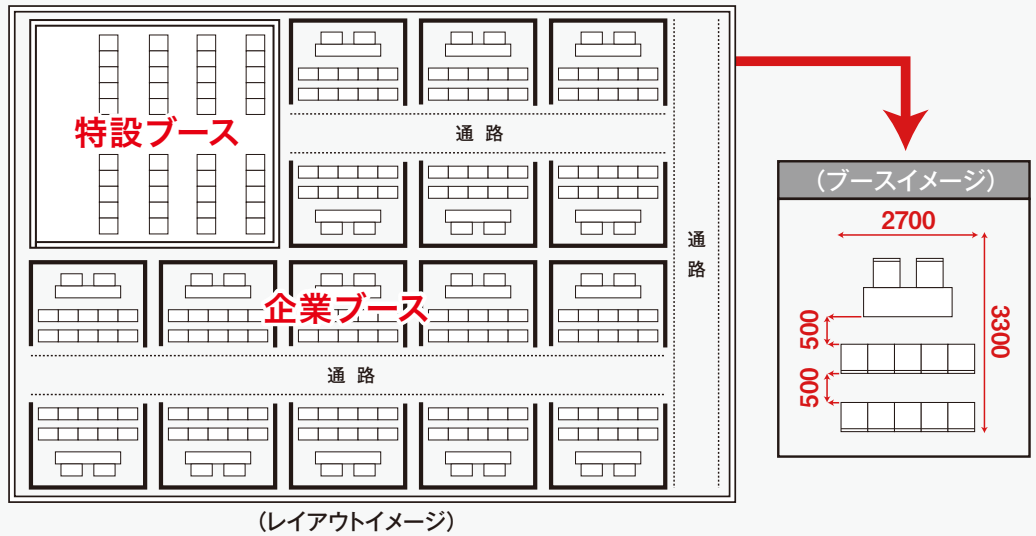 特設ブース
通路
通路
企業ブース
通路
(レイアウトイメージ)
(ブースイメージ)
2700
3300
500
500